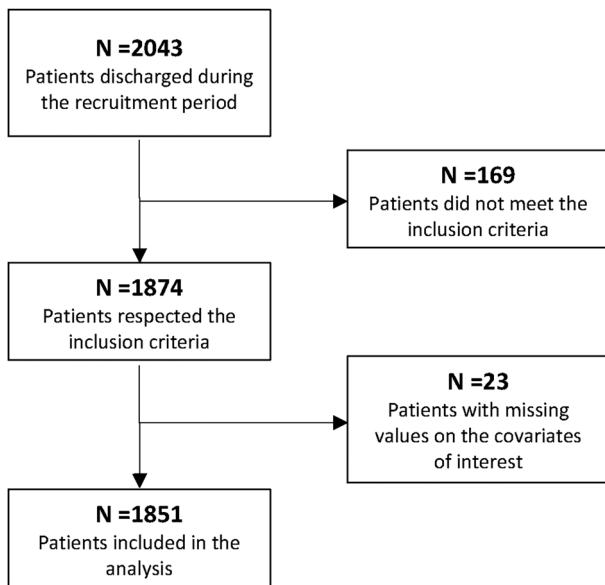 N =2043
Patients discharged during
the recruitment period
N =169
Patients did not meet the
inclusion criteria
N =1874
Patients respected the
inclusion criteria
N =23
Patients with missing
values on the covariates
of interest
N =1851
Patients included in the
analysis